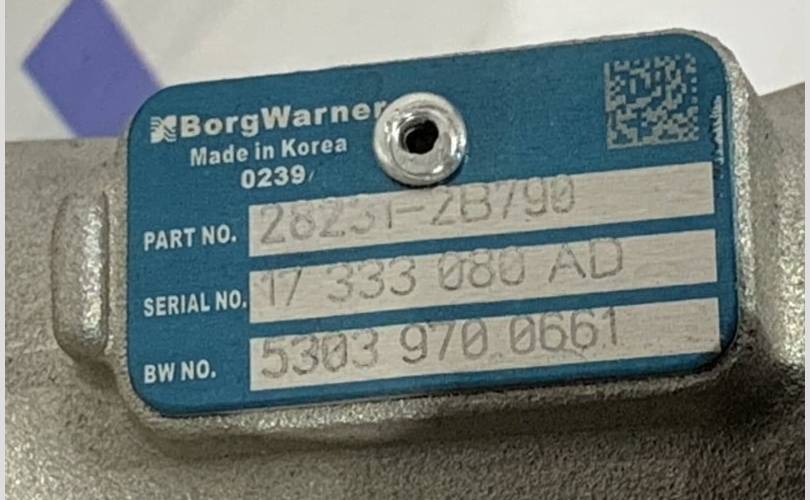 BorgWarner
Made in Korea
0239
PART NO. 28231-2B790
SERIAL NO. 17 333 080 AD
BW NO. 5303 970 0661